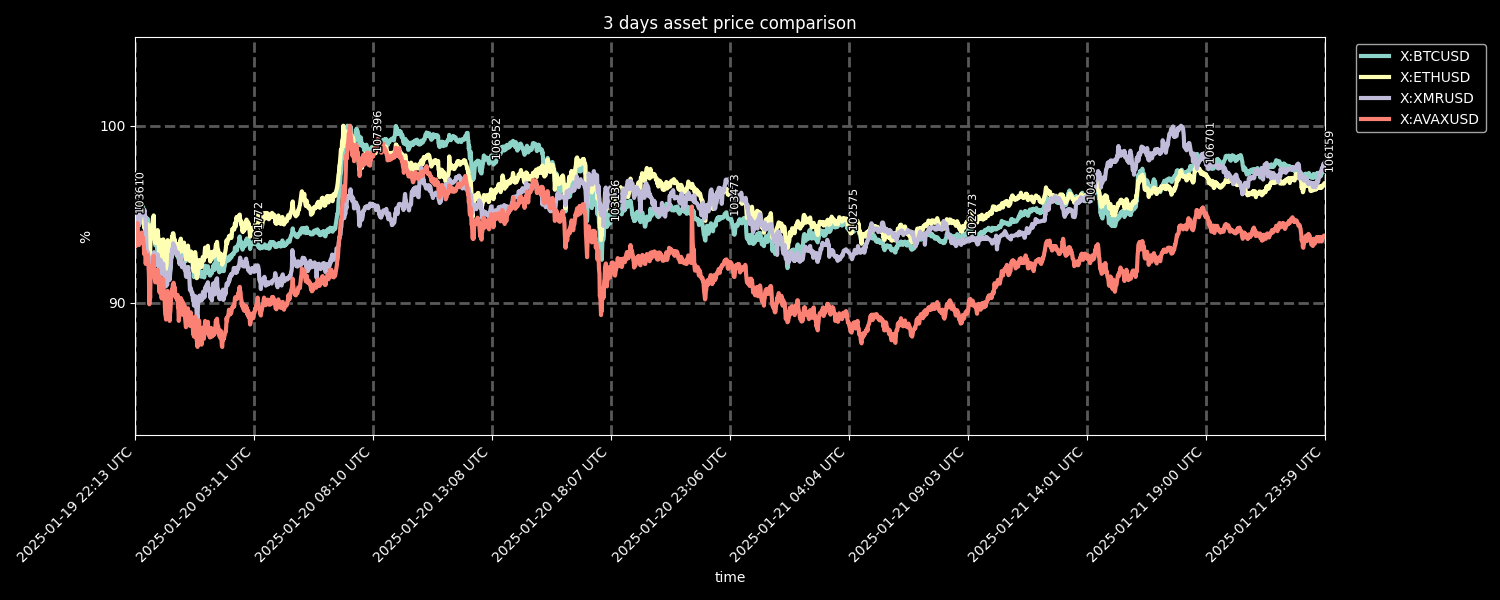 3 days asset price comparison
X:BTCUSD
X:ETHUSD
X:XMRUSD
X:AVAXUSD
%
100
90
103610
101772
107396
106952
103473
102575
102273
104393
106701
106159
2025-01-19 22:13 UTC
2025-01-20 03:11 UTC
2025-01-20 08:10 UTC
2025-01-20 13:08 UTC
2025-01-20 18:07 UTC
2025-01-20 23:06 UTC
2025-01-21 04:04 UTC
2025-01-21 09:03 UTC
2025-01-21 14:01 UTC
2025-01-21 19:00 UTC
2025-01-21 23:59 UTC
time